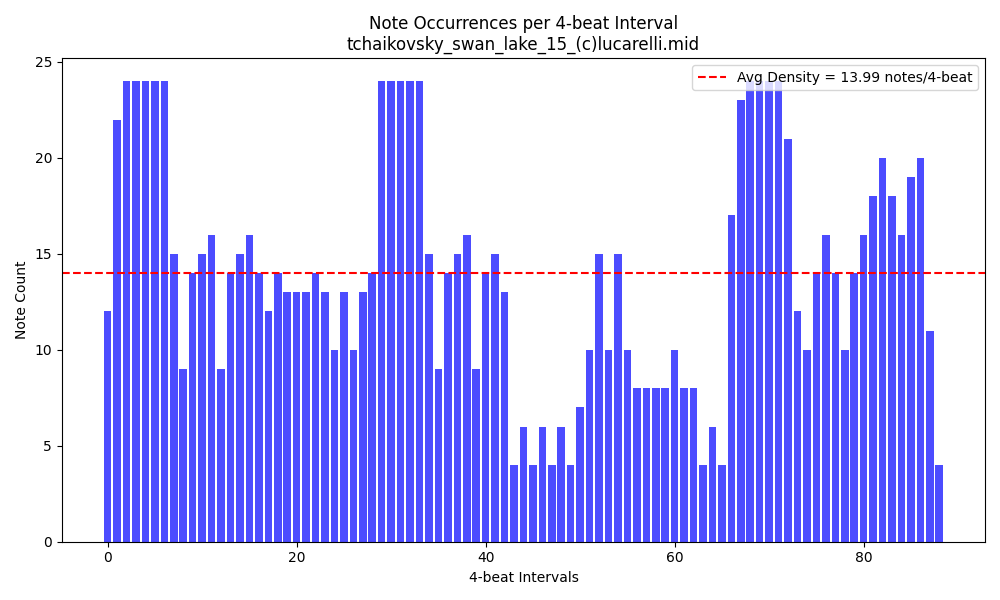 Note Occurrences per 4-beat Interval
tchaikovsky_swan_lake_15_(c)lucarelli.mid
Avg Density = 13.99 notes/4-beat
25
20
15
10
5
0
Note Count
0 20 40 60 80
4-beat Intervals